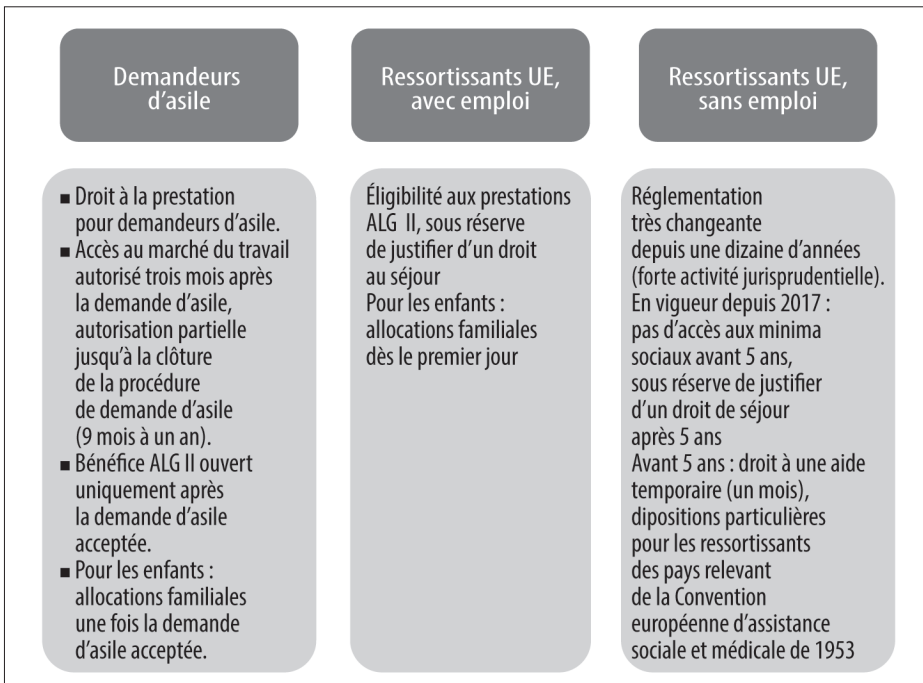 Demandeurs
d'asile
■ Droit à la prestation
pour demandeurs d'asile.
■ Accès au marché du travail
autorisé trois mois après
la demande d'asile,
autorisation partielle
jusqu'à la clôture
de la procédure
de demande d'asile
(9 mois à un an).
■ Bénéfice ALG II ouvert
uniquement après
la demande d'asile
acceptée.
■ Pour les enfants :
allocations familiales
une fois la demande
d'asile acceptée.
Ressortissants UE,
avec emploi
Éligibilité aux prestations
ALG II, sous réserve
de justifier d'un droit
au séjour
Pour les enfants :
allocations familiales
dès le premier jour
Ressortissants UE,
sans emploi
Réglementation
très changeante
depuis une dizaine d'années
(forte activité jurisprudentielle).
En vigueur depuis 2017 :
pas d'accès aux minima
sociaux avant 5 ans,
sous réserve de justifier
d'un droit de séjour
après 5 ans
Avant 5 ans : droit à une aide
temporaire (un mois),
dipositions particulières
pour les ressortissants
des pays relevant
de la Convention
européenne d'assistance
sociale et médicale de 1953